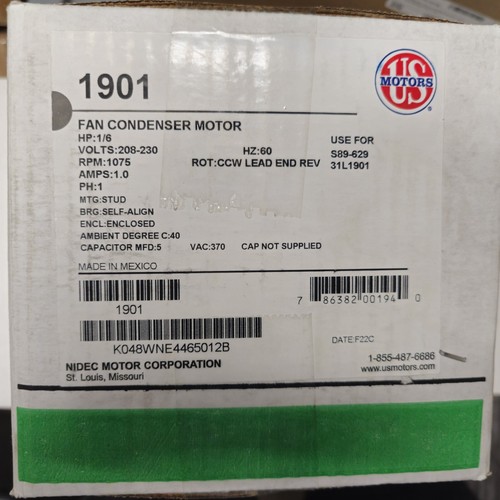 1901
US
MOTORS
FAN CONDENSER MOTOR
HP:1/6
VOLTS:208-230 HZ:60
RPM:1075 ROT:CCW LEAD END REV
AMPS:1.0
PH:1
MTG:STUD
BRG:SELF-ALIGN
ENCL:ENCLOSED
AMBIENT DEGREE C:40
CAPACITOR MFD:5 VAC:370 CAP NOT SUPPLIED
USE FOR
S89-629
31L1901
MADE IN MEXICO
1901
7 86382 00194 0
K048WNE4465012B
DATE:F22C
NIDEC MOTOR CORPORATION
St. Louis, Missouri
1-855-487-6686
www.usmotors.com